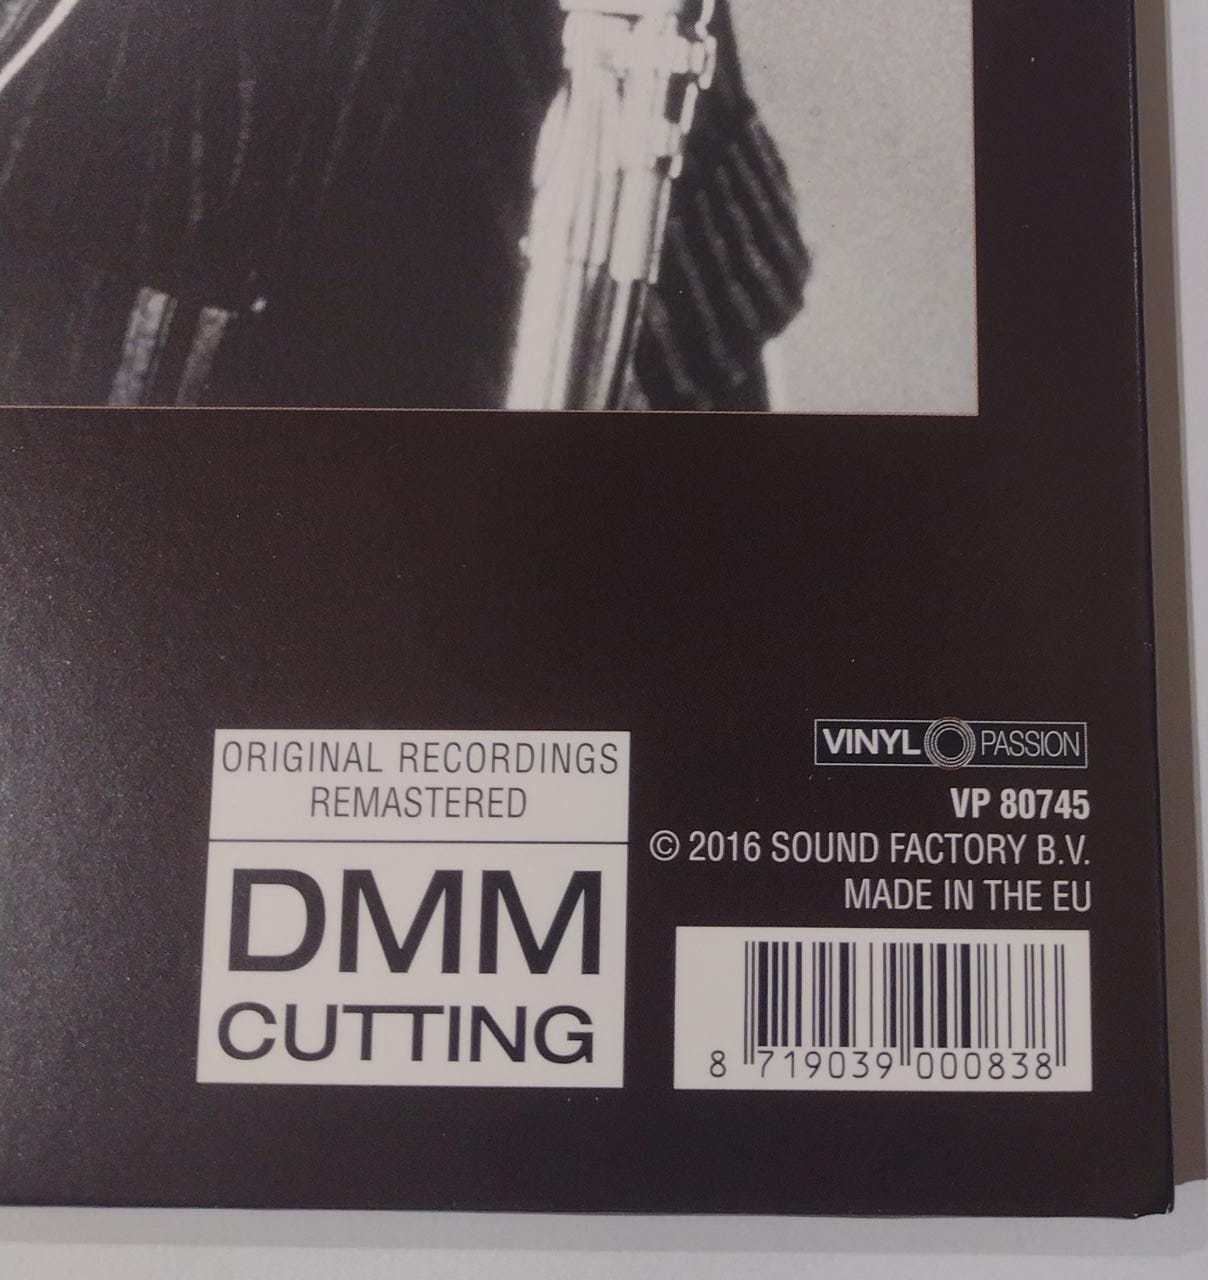 ORIGINAL RECORDINGS
REMASTERED
DMM
CUTTING
VINYL PASSION
VP 80745
© 2016 SOUND FACTORY B.V.
MADE IN THE EU
8 719039 000838